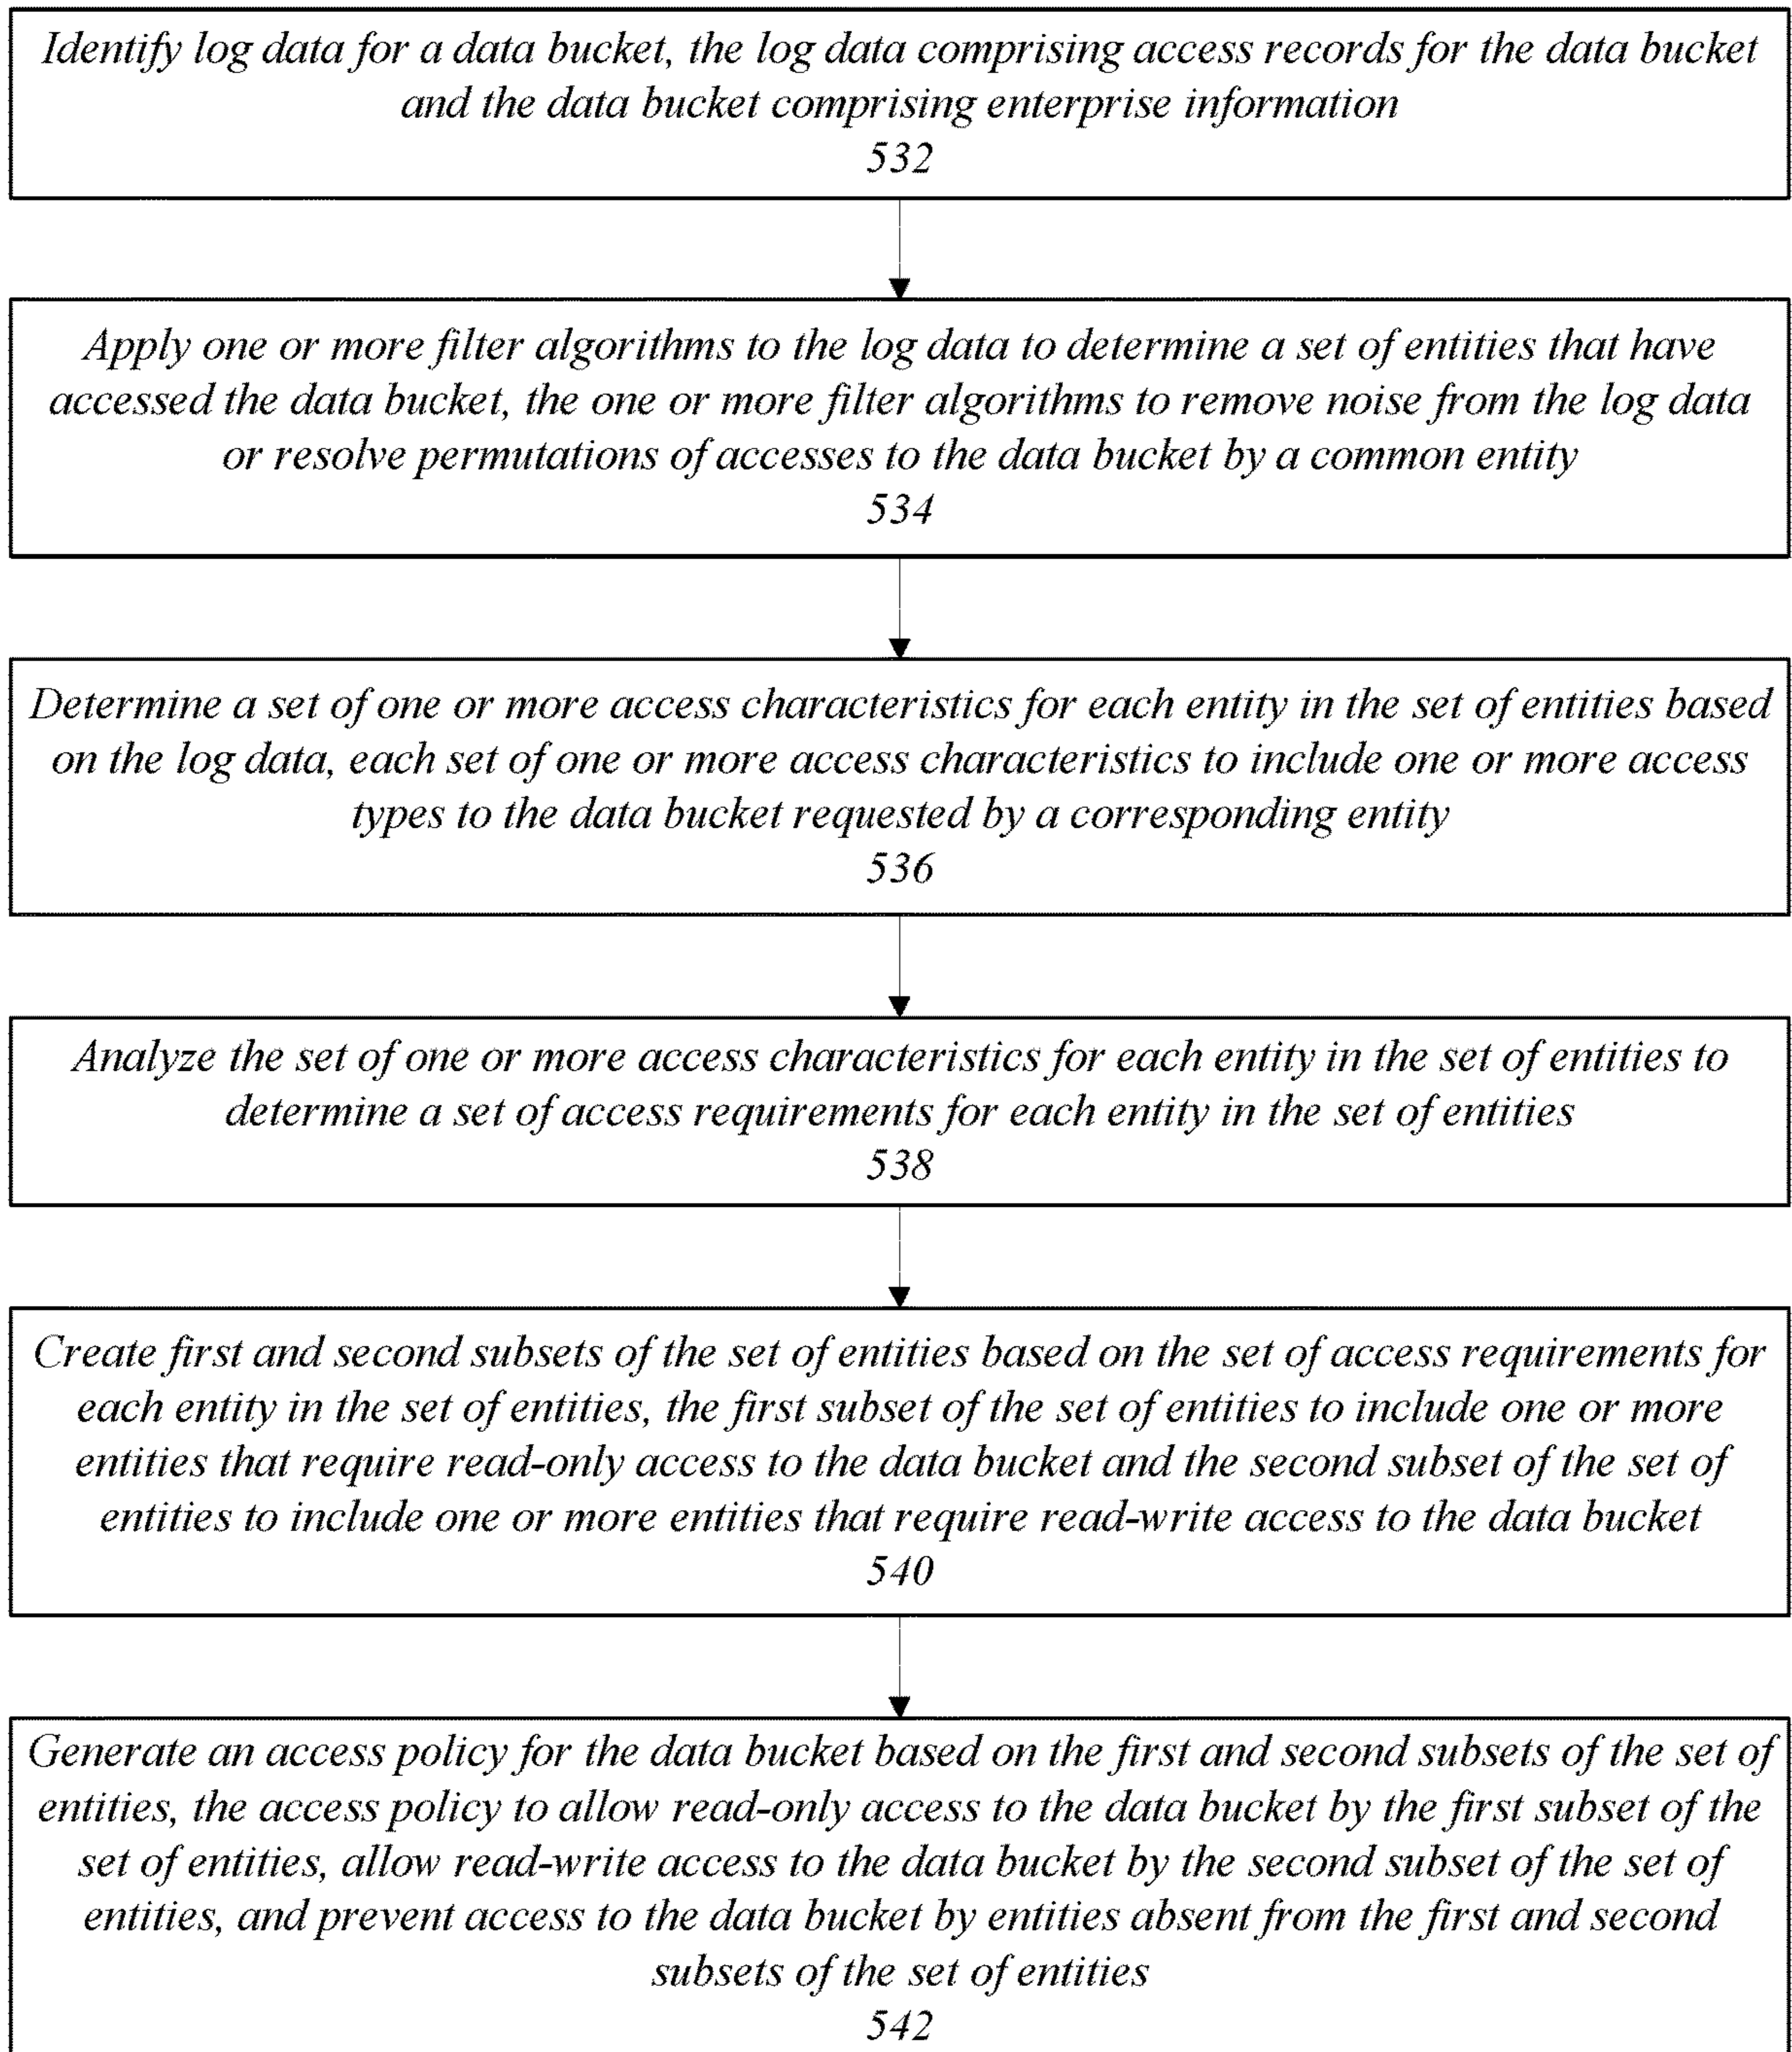 Identify log data for a data bucket, the log data comprising access records for the data bucket
and the data bucket comprising enterprise information
532
Apply one or more filter algorithms to the log data to determine a set of entities that have
accessed the data bucket, the one or more filter algorithms to remove noise from the log data
or resolve permutations of accesses to the data bucket by a common entity
534
Determine a set of one or more access characteristics for each entity in the set of entities based
on the log data, each set of one or more access characteristics to include one or more access
types to the data bucket requested by a corresponding entity
536
Analyze the set of one or more access characteristics for each entity in the set of entities to
determine a set of access requirements for each entity in the set of entities
538
Create first and second subsets of the set of entities based on the set of access requirements for
each entity in the set of entities, the first subset of the set of entities to include one or more
entities that require read-only access to the data bucket and the second subset of the set of
entities to include one or more entities that require read-write access to the data bucket
540
Generate an access policy for the data bucket based on the first and second subsets of the set of
entities, the access policy to allow read-only access to the data bucket by the first subset of the
set of entities, allow read-write access to the data bucket by the second subset of the set of
entities, and prevent access to the data bucket by entities absent from the first and second
subsets of the set of entities
542